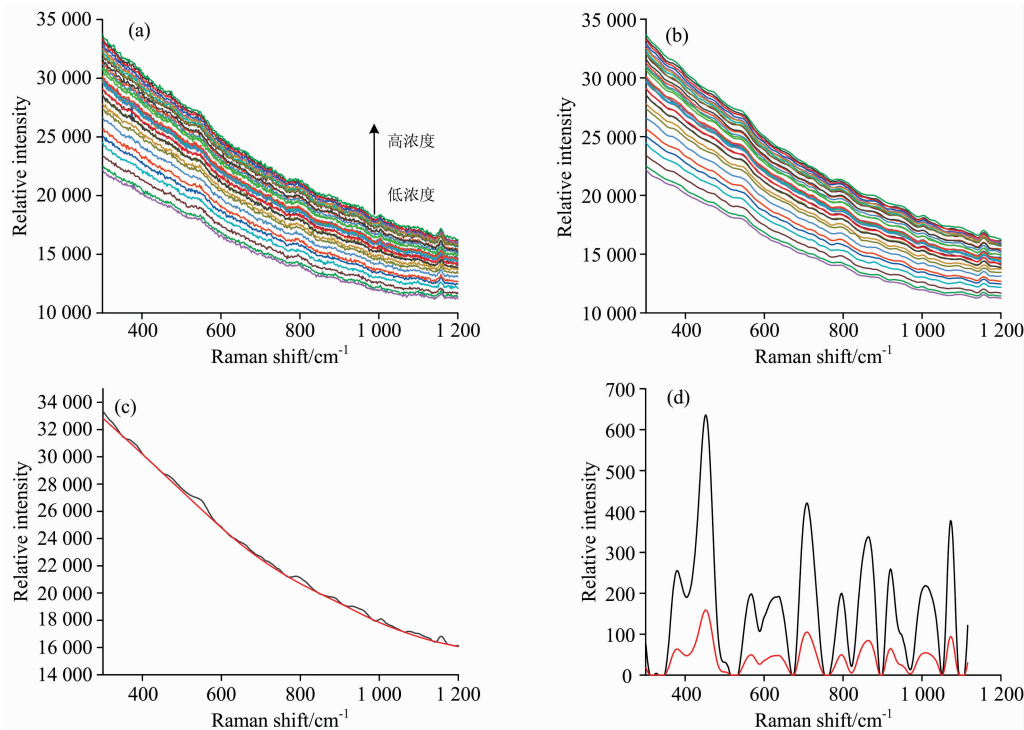 (a)
35 000
30 000
25 000
20 000
15 000
10 000
Relative intensity
高浓度
低浓度
400 600 800 1 000 1 200
Raman shift/cm-1
(b)
35 000
30 000
25 000
20 000
15 000
10 000
Relative intensity
400 600 800 1 000 1 200
Raman shift/cm-1
(c)
34 000
32 000
30 000
28 000
26 000
24 000
22 000
20 000
18 000
16 000
14 000
Relative intensity
400 600 800 1 000 1 200
Raman shift/cm-1
(d)
700
600
500
400
300
200
100
0
Relative intensity
400 600 800 1 000 1 200
Raman shift/cm-1